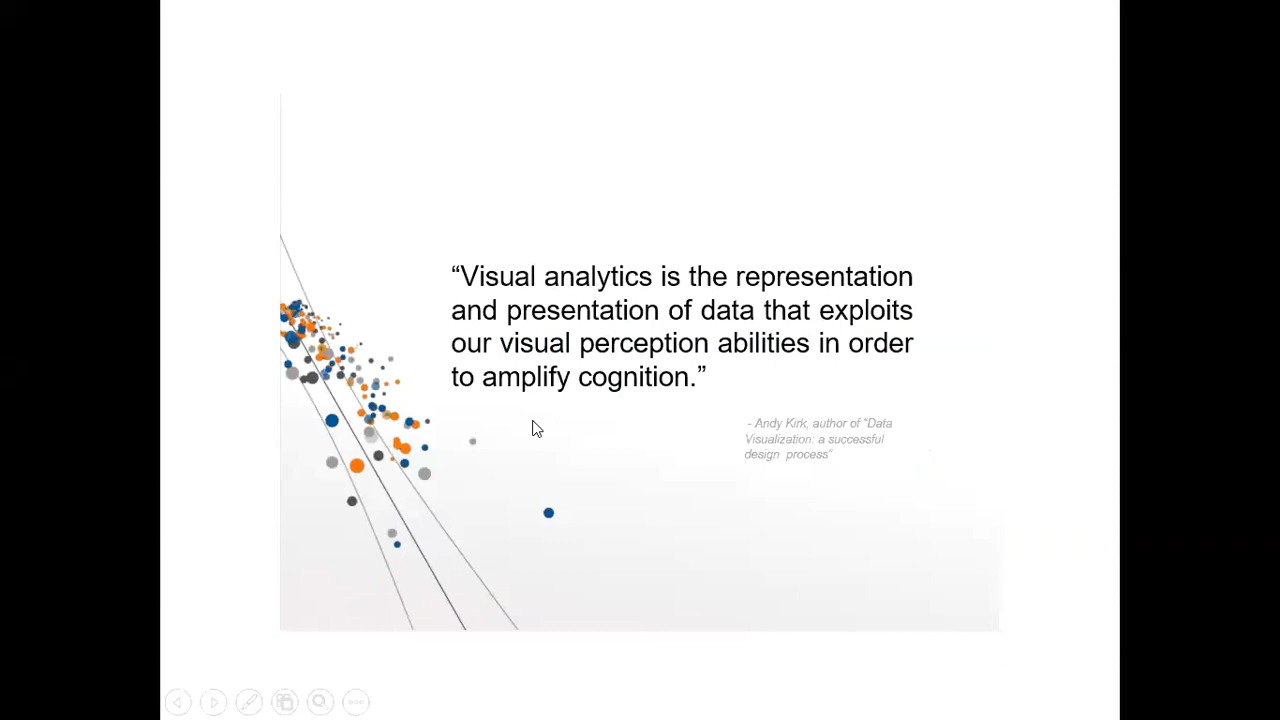 “Visual analytics is the representation
and presentation of data that exploits
our visual perception abilities in order
to amplify cognition.”
- Andy Kirk, author of “Data
Visualization: a successful
design process”